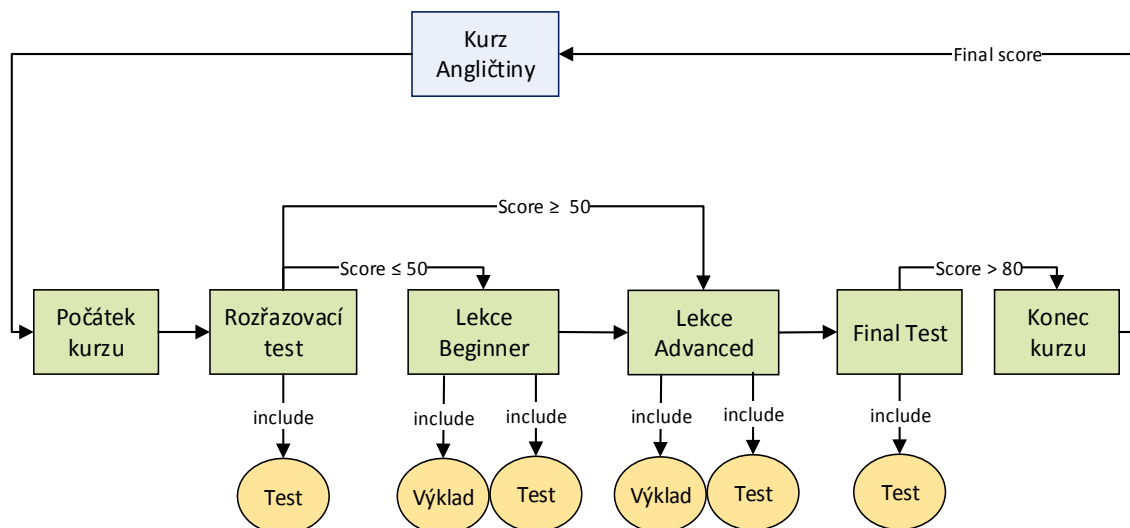 Kurz
Angličtiny
Final score
Score ≥ 50
Score ≤ 50
Score > 80
Počátek
kurzu
Rozřazovací
test
Lekce
Beginner
Lekce
Advanced
Final Test
Konec
kurzu
include
include
include
include
include
include
Test
Výklad
Test
Výklad
Test
Test